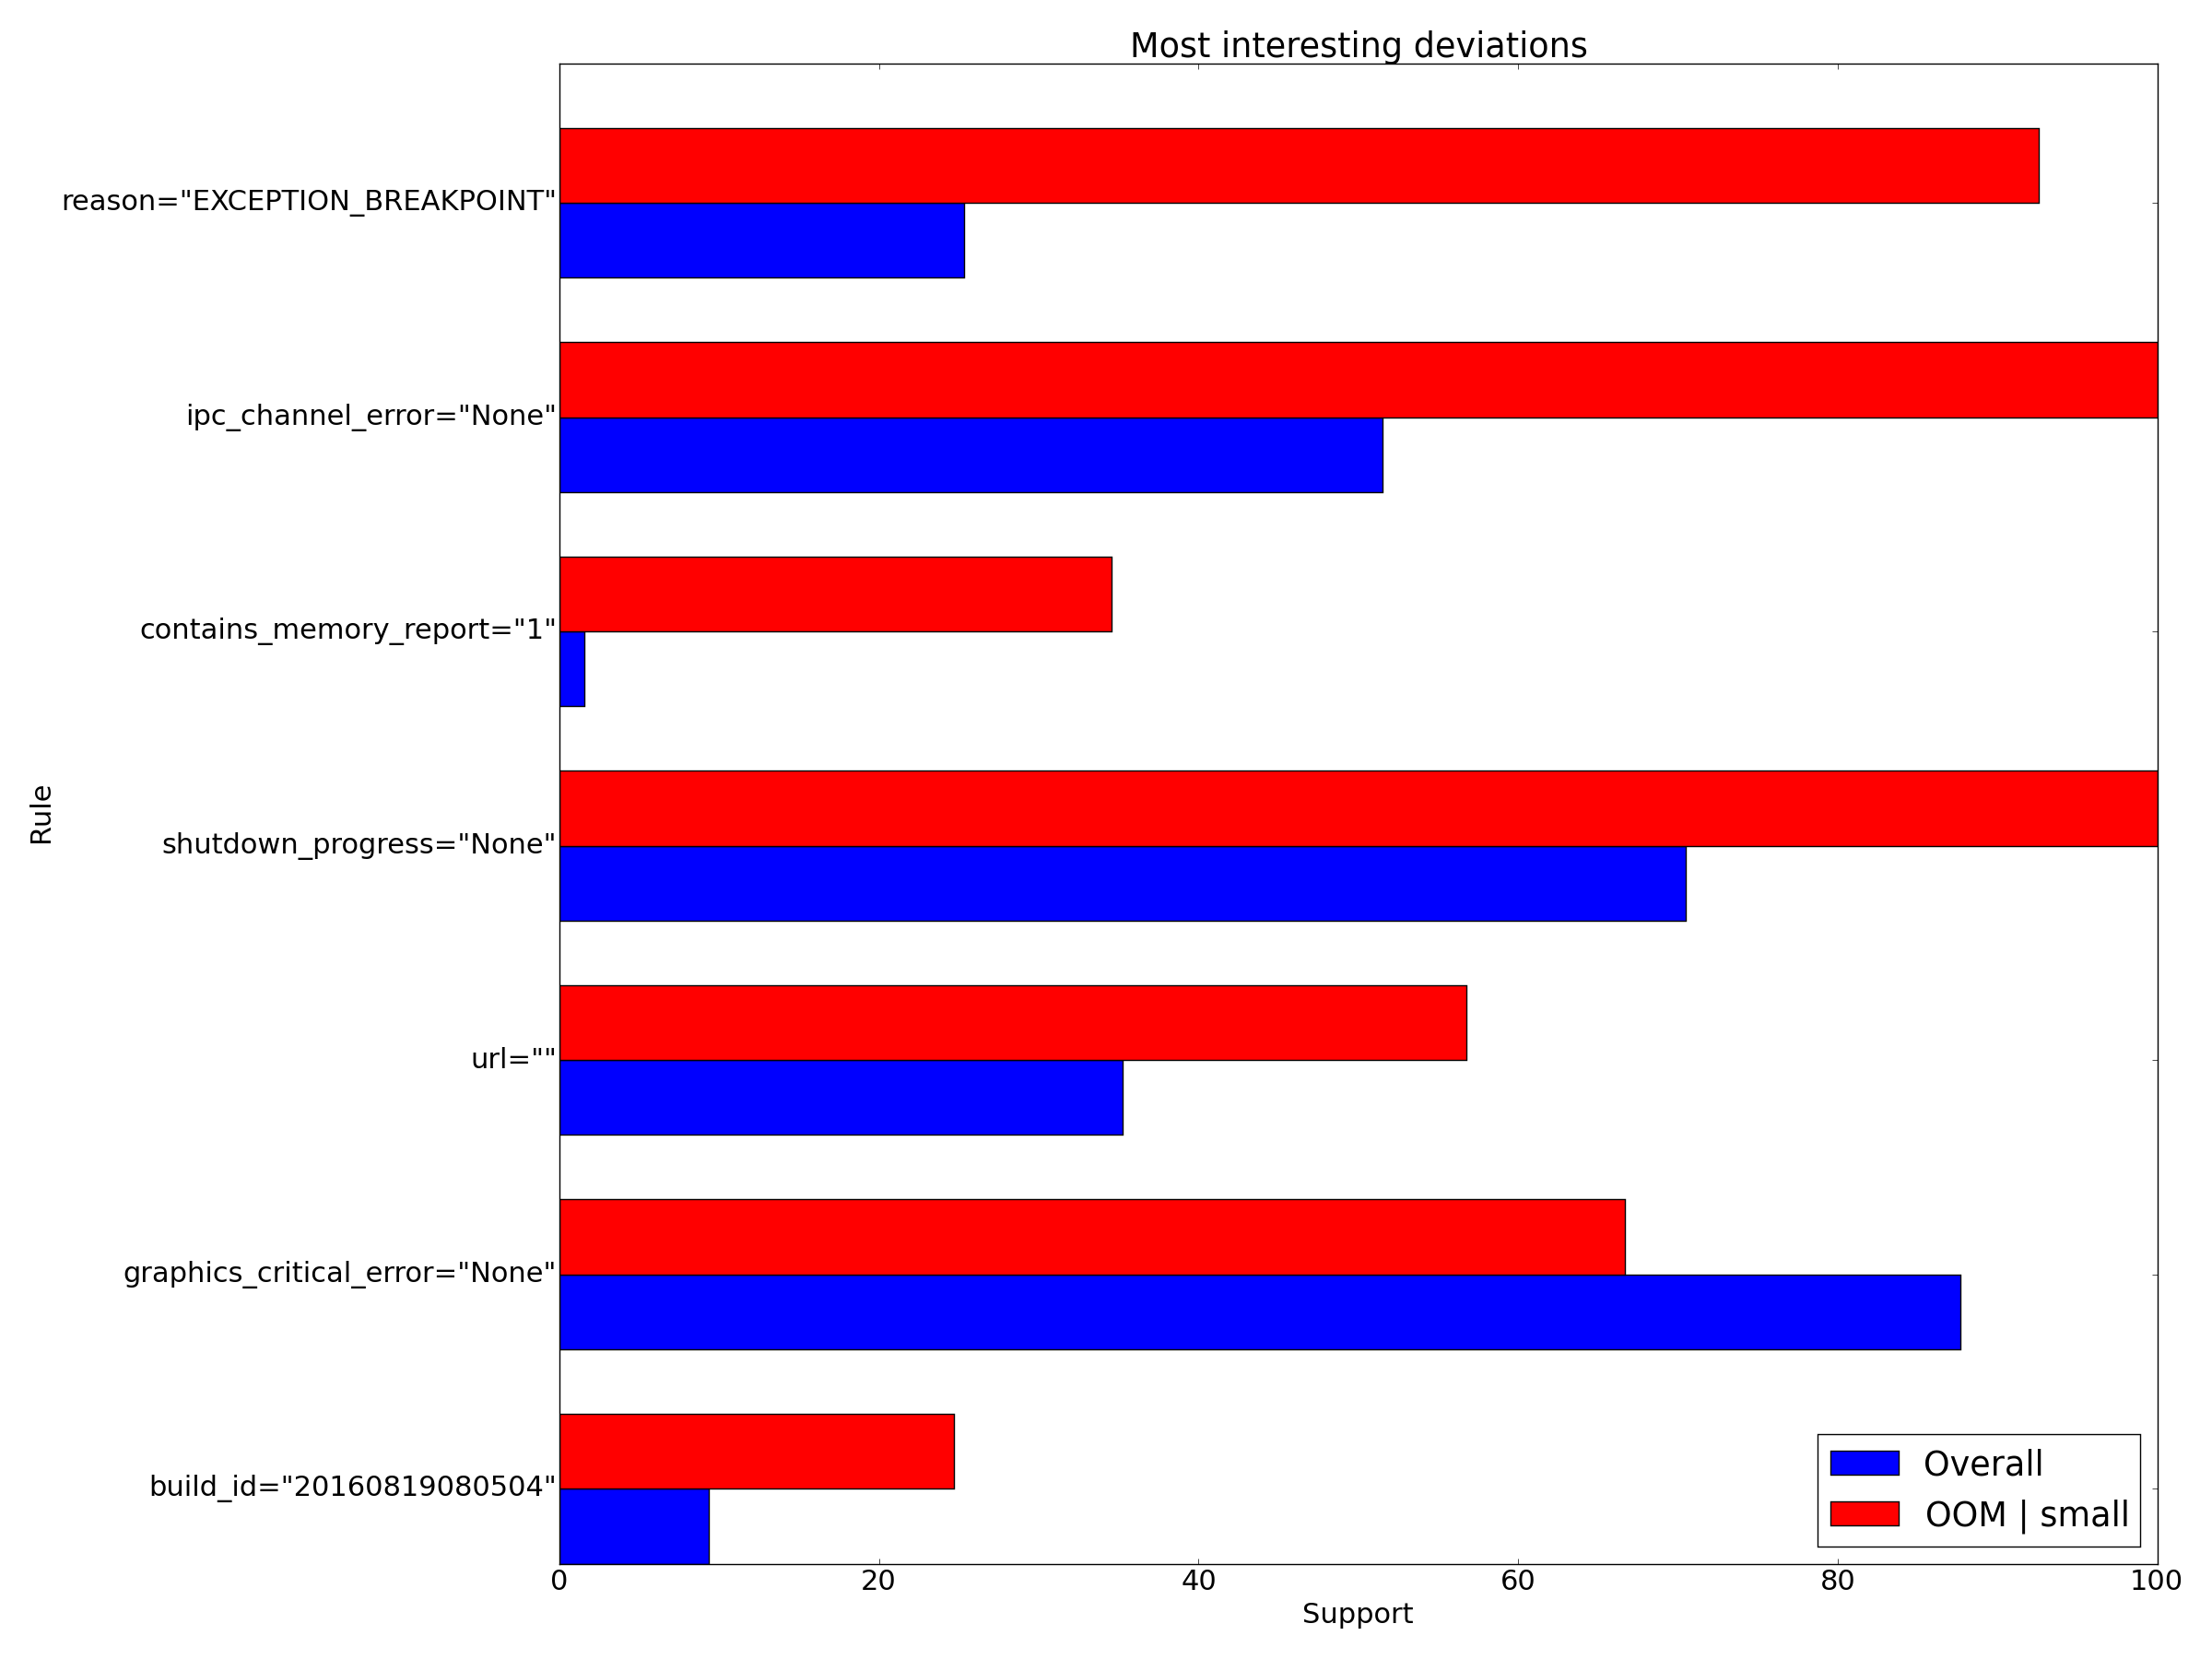 Most interesting deviations
reason="EXCEPTION_BREAKPOINT"
ipc_channel_error="None"
contains_memory_report="1"
Rule
shutdown_progress="None"
url=""
graphics_critical_error="None"
build_id="20160819080504"
Overall
OOM | small
0 20 40 60 80 100
Support